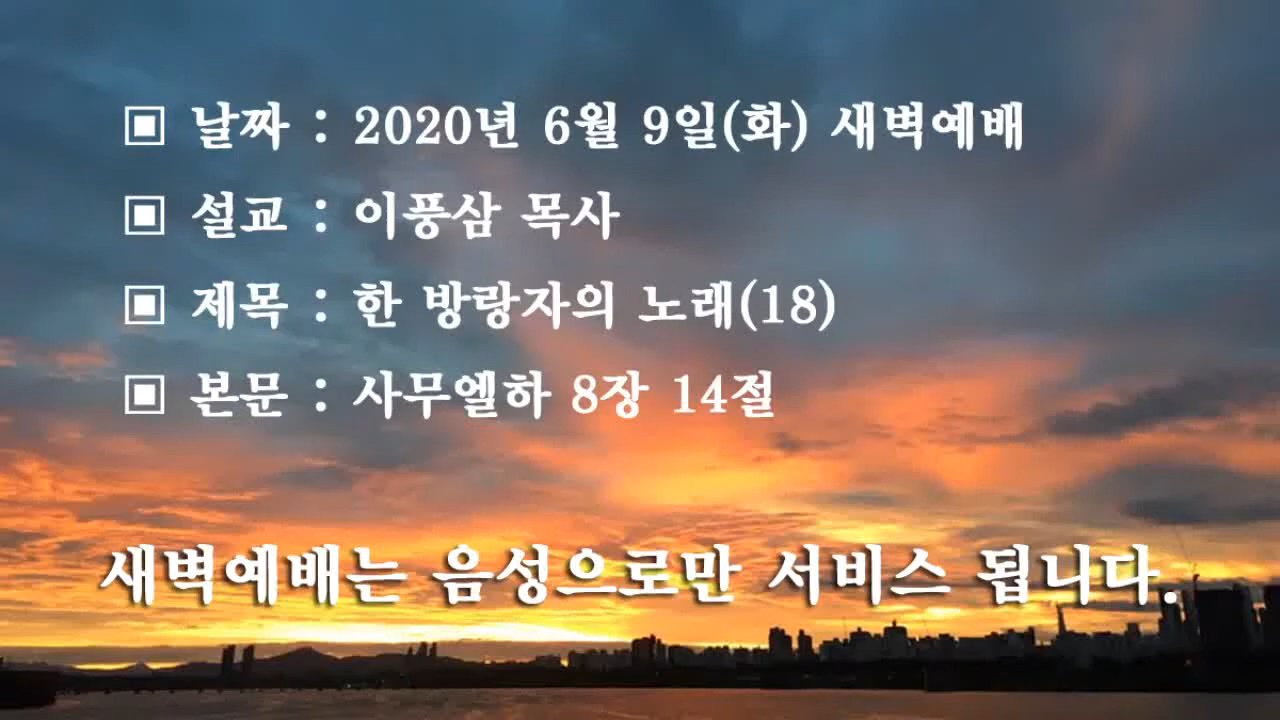 ▣ 날짜 : 2020년 6월 9일(화) 새벽예배
▣ 설교 : 이풍삼 목사
▣ 제목 : 한 방랑자의 노래(18)
▣ 본문 : 사무엘하 8장 14절
새벽예배는 음성으로만 서비스 됩니다.